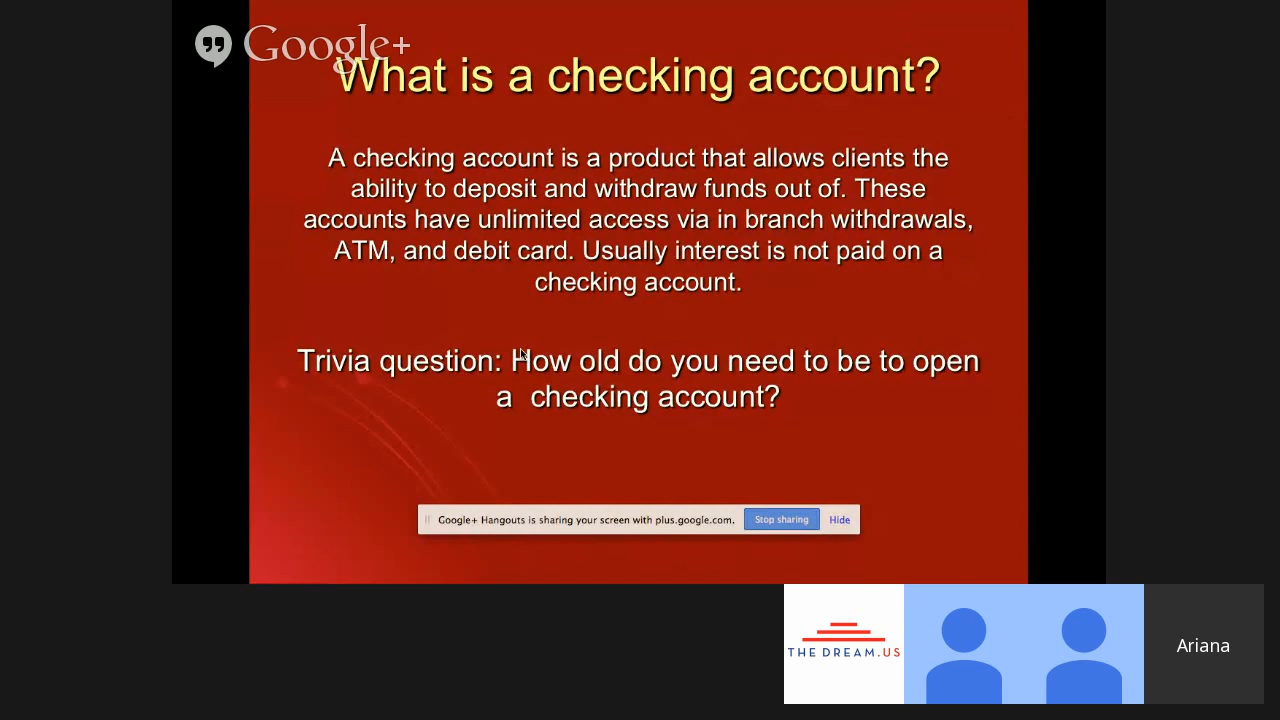 Google+
What is a checking account?
A checking account is a product that allows clients the
ability to deposit and withdraw funds out of. These
accounts have unlimited access via in branch withdrawals,
ATM, and debit card. Usually interest is not paid on a
checking account.
Trivia question: How old do you need to be to open
a checking account?
Google+ Hangouts is sharing your screen with plus.google.com. Stop sharing Hide
THE DREAM.US
Ariana